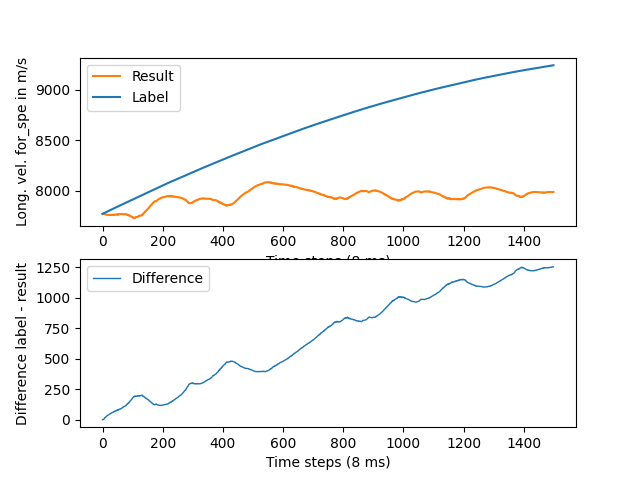 Long. vel. for_spe in m/s
9000
8500
8000
Result
Label
0 200 400 600 800 1000 1200 1400
Time steps (8 ms)
Difference label - result
1250
1000
750
500
250
0
Difference
0 200 400 600 800 1000 1200 1400
Time steps (8 ms)